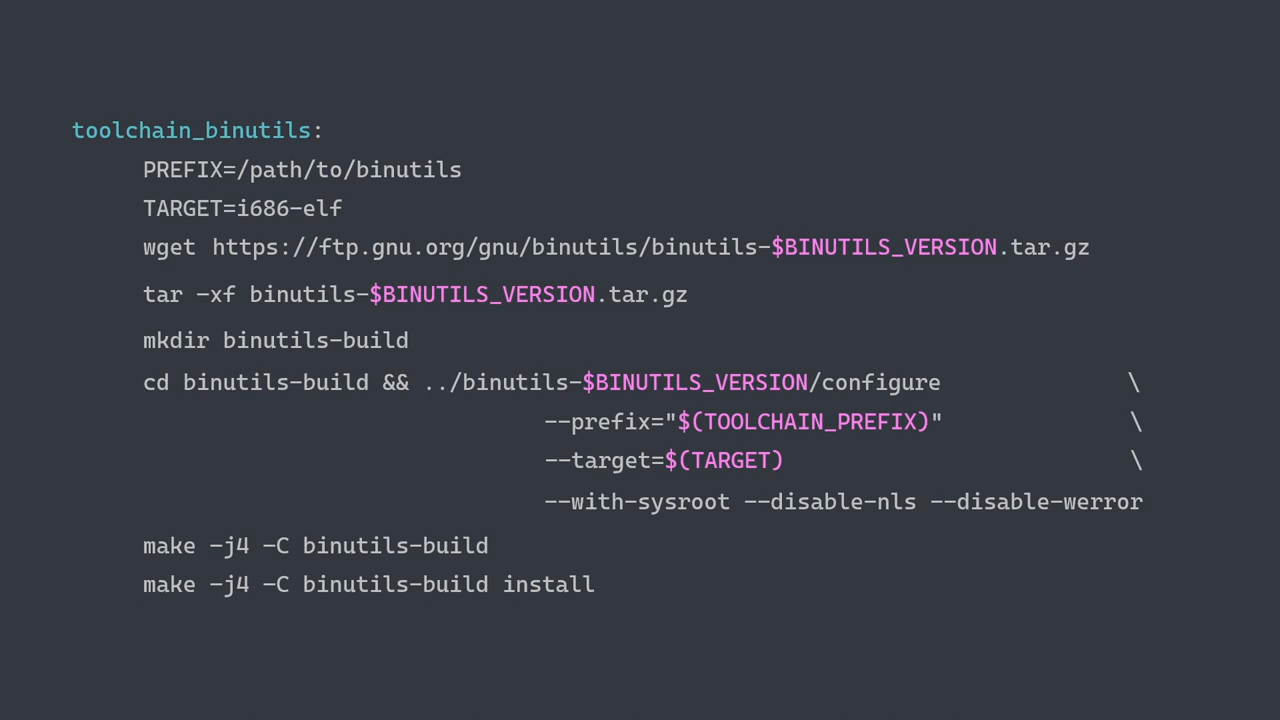 toolchain_binutils:
PREFIX=/path/to/binutils
TARGET=i686-elf
wget https://ftp.gnu.org/gnu/binutils/binutils-$BINUTILS_VERSION.tar.gz
tar -xf binutils-$BINUTILS_VERSION.tar.gz
mkdir binutils-build
cd binutils-build && ../binutils-$BINUTILS_VERSION/configure \
--prefix="$(TOOLCHAIN_PREFIX)" \
--target=$(TARGET) \
--with-sysroot --disable-nls --disable-werror
make -j4 -C binutils-build
make -j4 -C binutils-build install